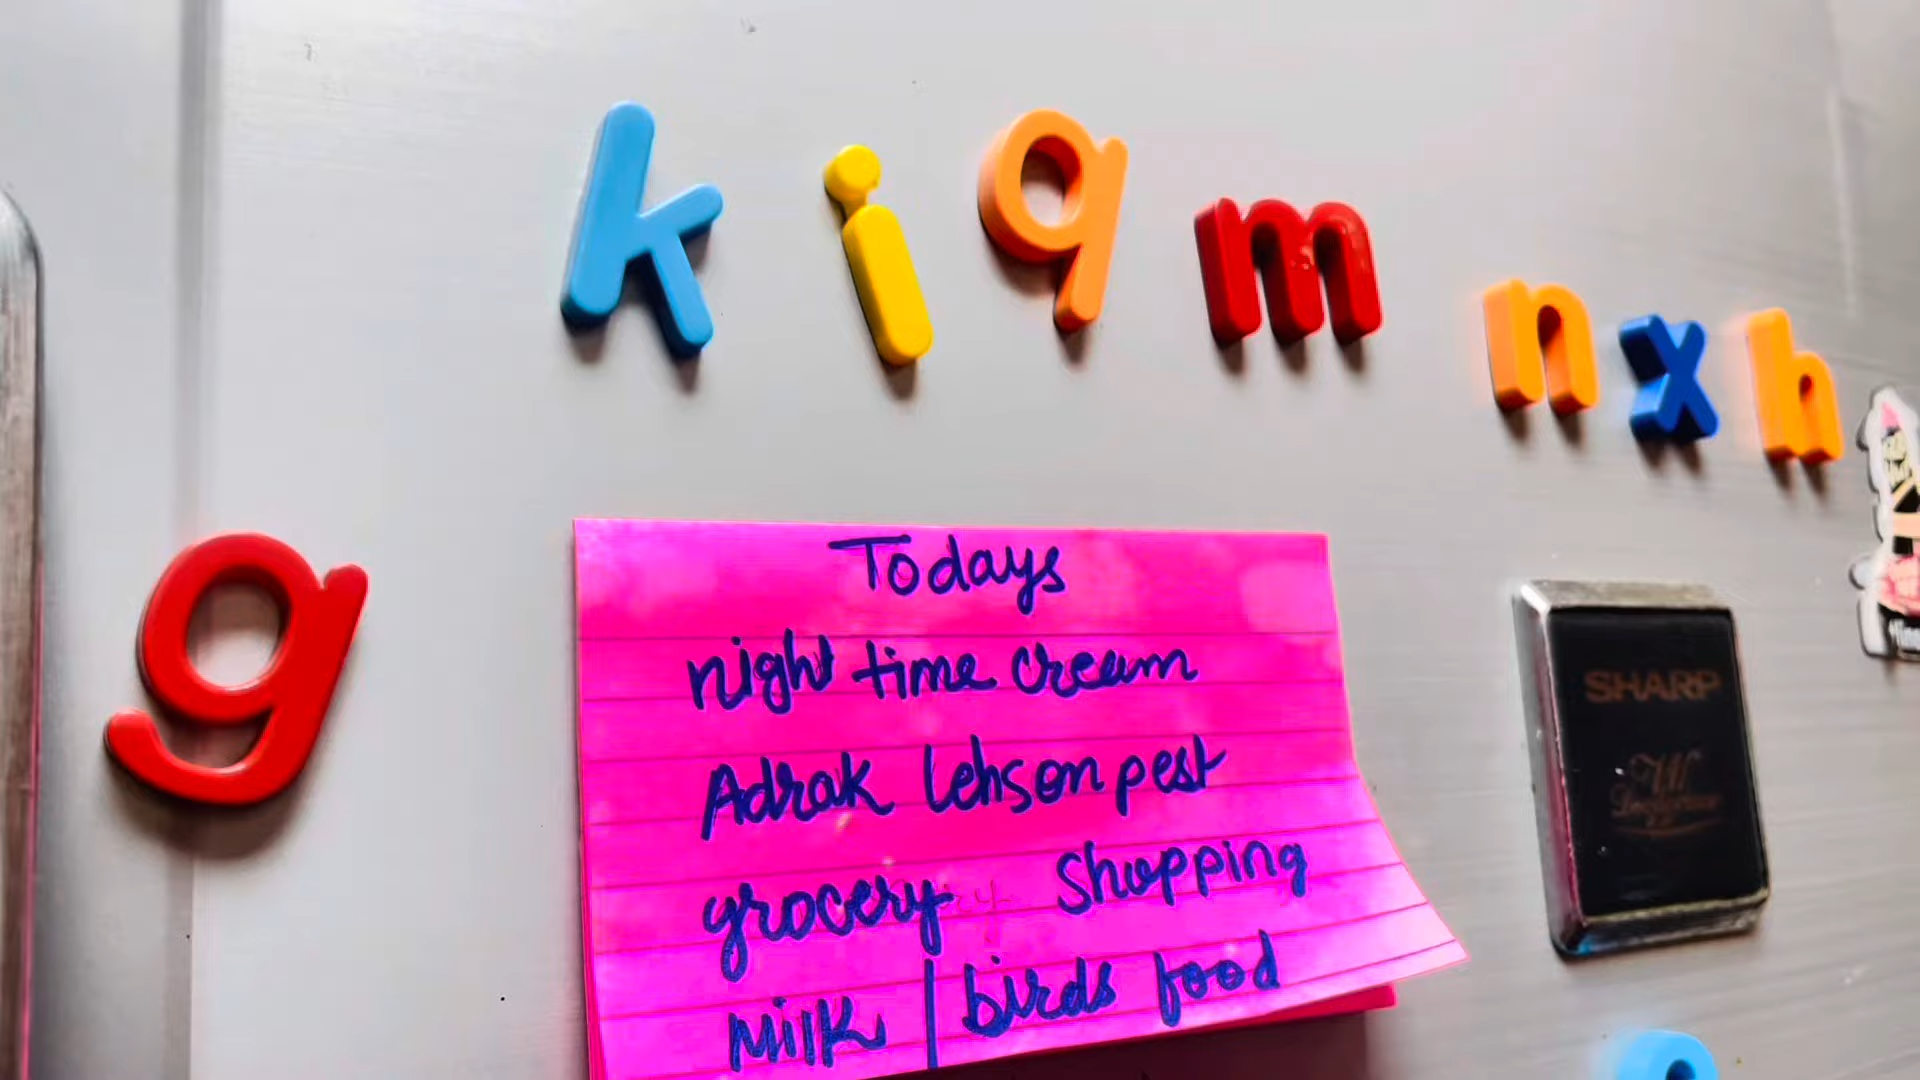 k i q m n x h
g
Todays
night time cream
Adrak lehson pest
grocery Shopping
Milk / birds food
SHARP